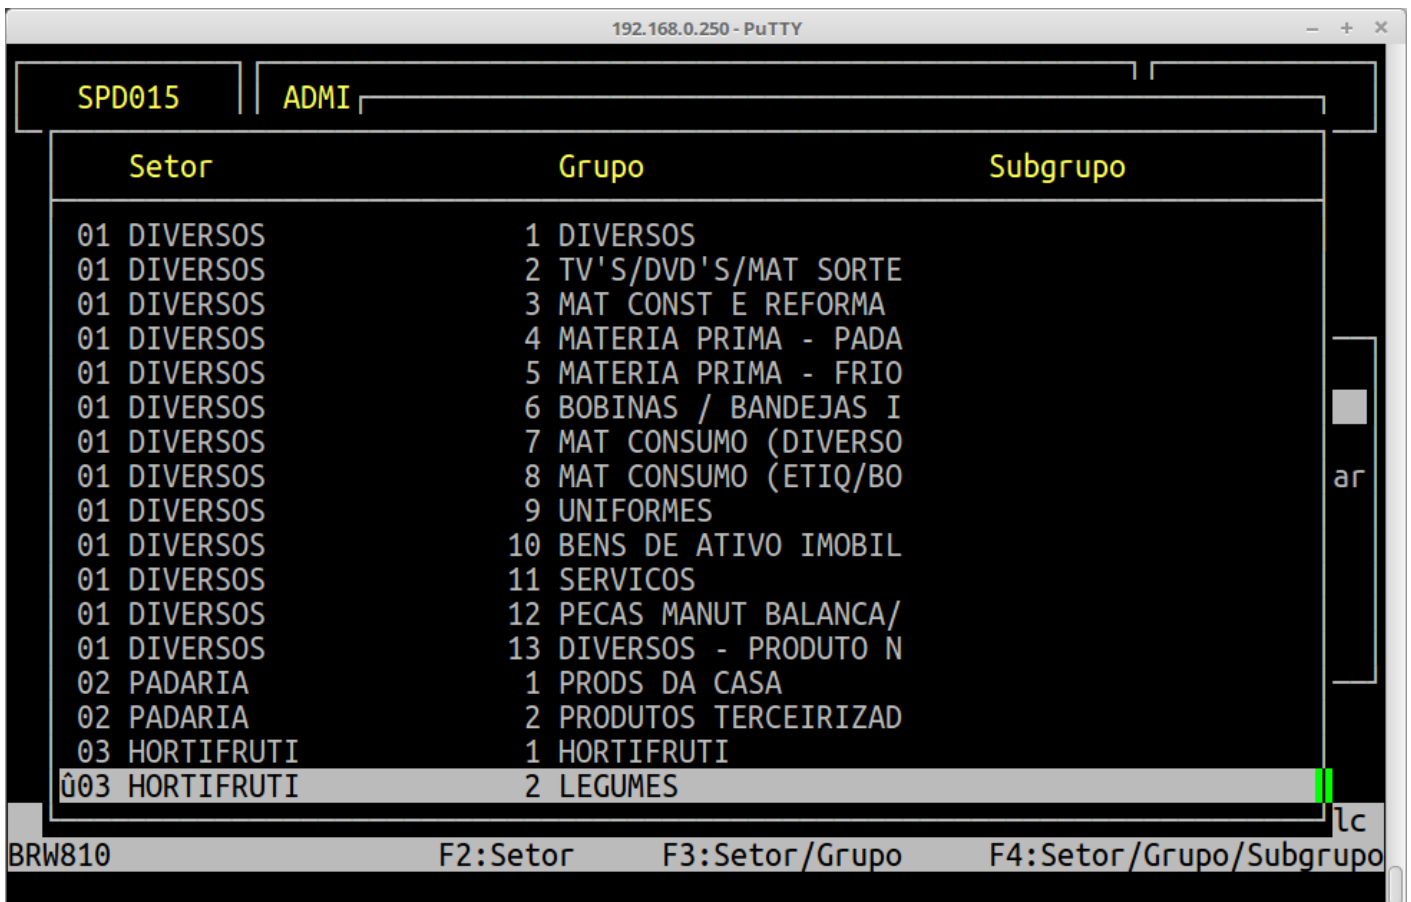 192.168.0.250 - PuTTY
SPD015 ADMI
Setor Grupo Subgrupo
01 DIVERSOS 1 DIVERSOS
01 DIVERSOS 2 TV'S/DVD'S/MAT SORTE
01 DIVERSOS 3 MAT CONST E REFORMA
01 DIVERSOS 4 MATERIA PRIMA - PADA
01 DIVERSOS 5 MATERIA PRIMA - FRIO
01 DIVERSOS 6 BOBINAS / BANDEJAS I
01 DIVERSOS 7 MAT CONSUMO (DIVERSO
01 DIVERSOS 8 MAT CONSUMO (ETIQ/BO ar
01 DIVERSOS 9 UNIFORMES
01 DIVERSOS 10 BENS DE ATIVO IMOBIL
01 DIVERSOS 11 SERVICOS
01 DIVERSOS 12 PECAS MANUT BALANCA/
01 DIVERSOS 13 DIVERSOS - PRODUTO N
02 PADARIA 1 PRODS DA CASA
02 PADARIA 2 PRODUTOS TERCEIRIZAD
03 HORTIFRUTI 1 HORTIFRUTI
û03 HORTIFRUTI 2 LEGUMES
lc
BRW810 F2:Setor F3:Setor/Grupo F4:Setor/Grupo/Subgrupo